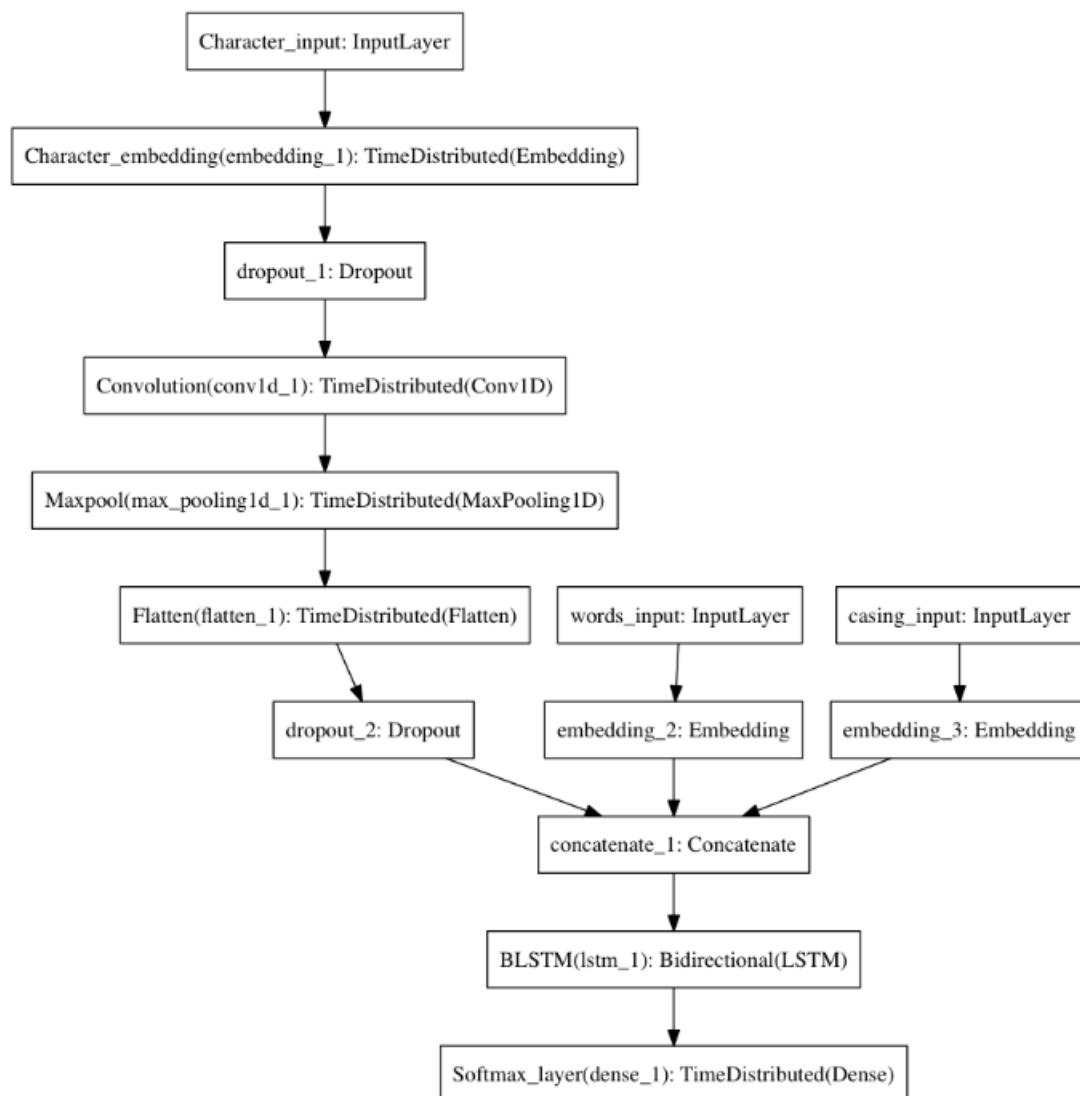 Character_input: InputLayer
Character_embedding(embedding_1): TimeDistributed(Embedding)
dropout_1: Dropout
Convolution(conv1d_1): TimeDistributed(Conv1D)
Maxpool(max_pooling1d_1): TimeDistributed(MaxPooling1D)
Flatten(flatten_1): TimeDistributed(Flatten)
words_input: InputLayer
casing_input: InputLayer
dropout_2: Dropout
embedding_2: Embedding
embedding_3: Embedding
concatenate_1: Concatenate
BLSTM(lstm_1): Bidirectional(LSTM)
Softmax_layer(dense_1): TimeDistributed(Dense)